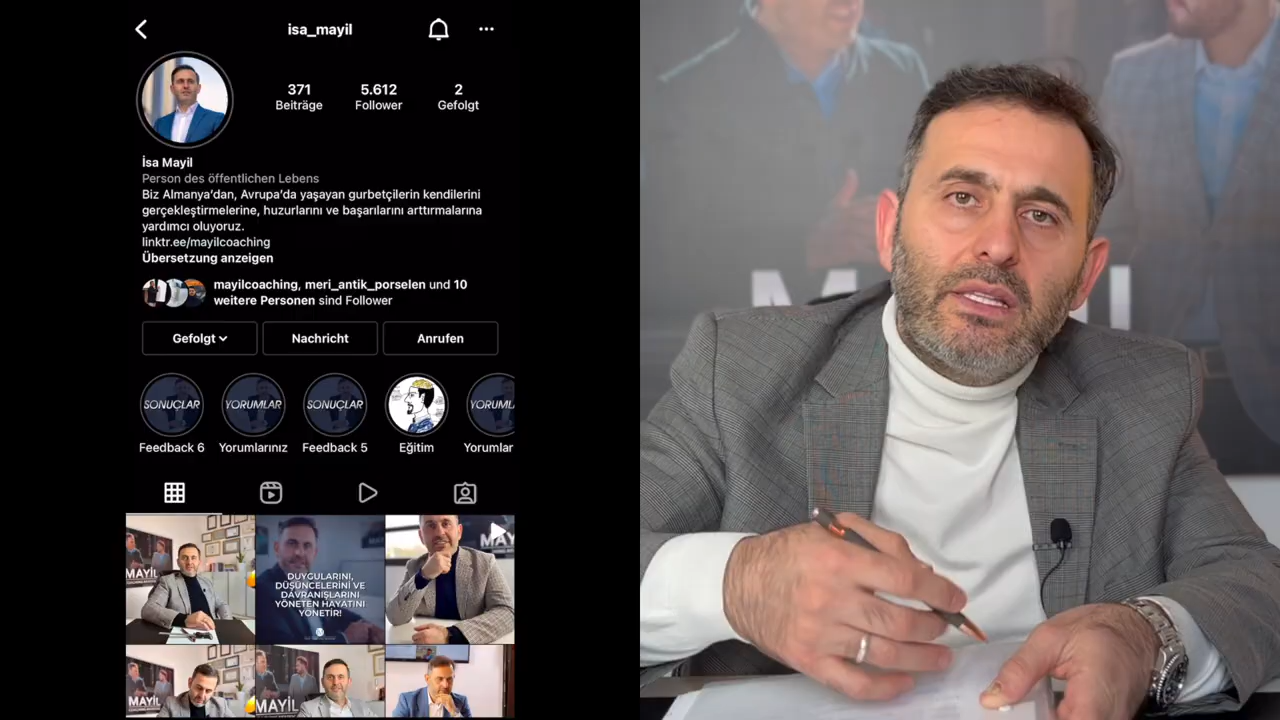 isa_mayil
371
5.612
2
Beiträge
Follower
Gefolgt
İsa Mayil
Person des öffentlichen Lebens
Biz Almanya'dan, Avrupa'da yaşayan gurbetçilerin kendilerini
gerçekleştirmelerine, huzurlarını ve başarılarını arttırmalarına
yardımcı oluyoruz.
linktr.ee/mayilcoaching
Übersetzung anzeigen
mayilcoaching, meri_antik_porselen und 10
weitere Personen sind Follower
Gefolgt
Nachricht
Anrufen
SONUÇLAR
YORUMLAR
SONUÇLAR
YORUML
Feedback 6
Yorumlarınız
Feedback 5
Eğitim
Yorumlar
MAYIL
DUYGULARINI,
DÜŞÜNCELERİNİ VE
DAVRANIŞLARINI
YÖNETEN HAYATINI
YÖNETİR!
MAYİ
MAYIL
MAYIL